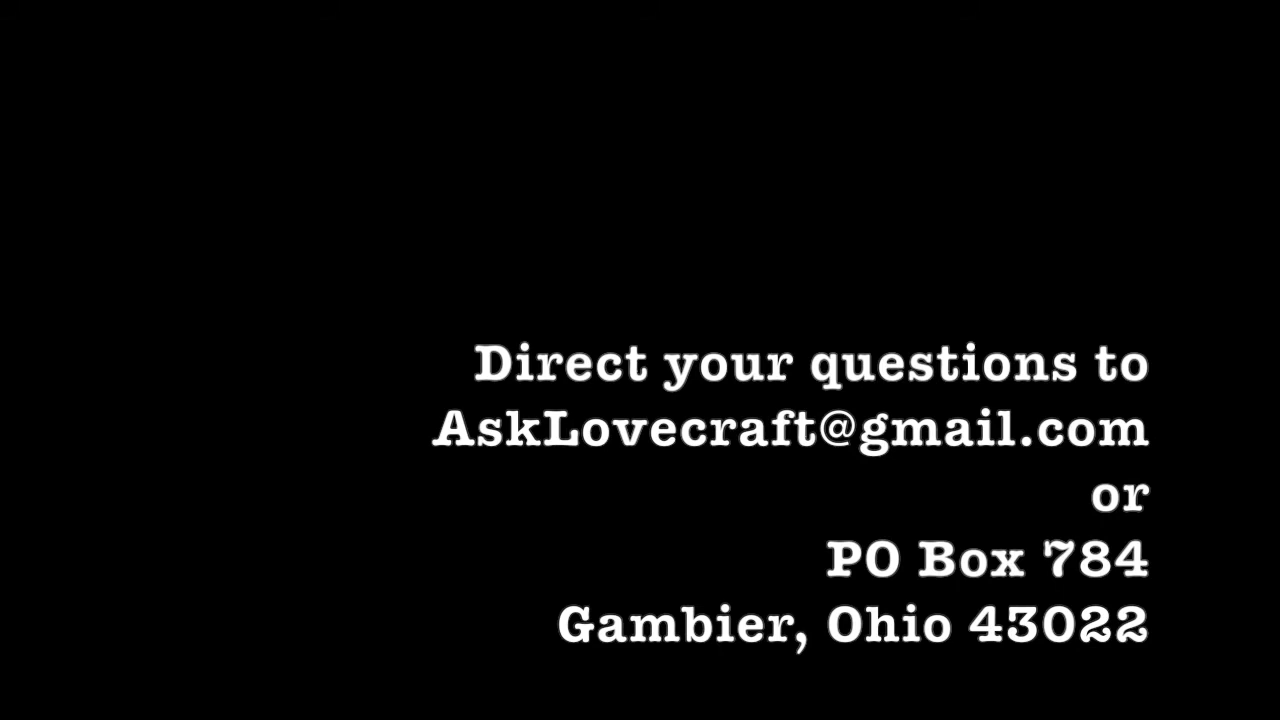 Direct your questions to
AskLovecraft@gmail.com
or
PO Box 784
Gambier, Ohio 43022